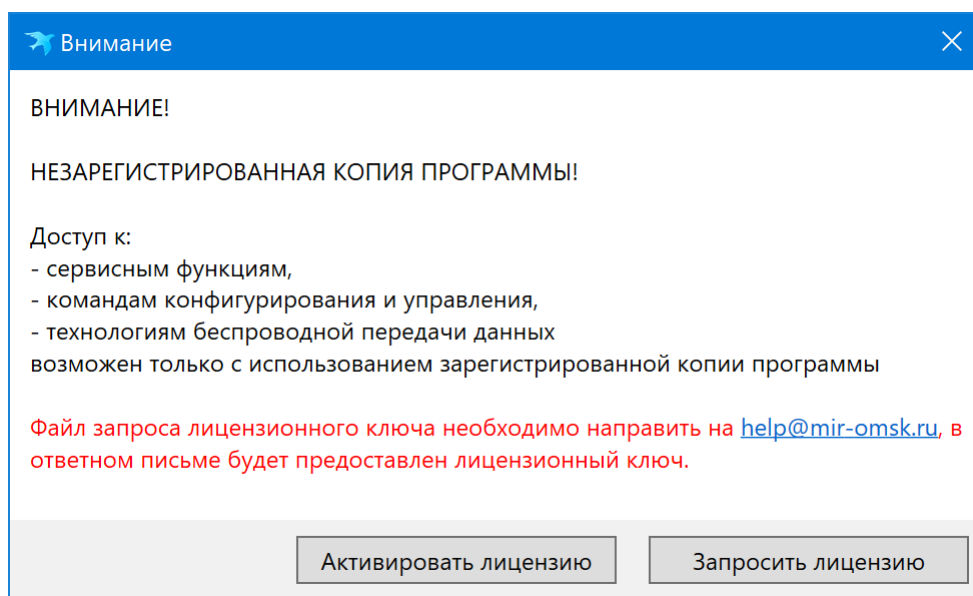 Внимание
ВНИМАНИЕ!
НЕЗАРЕГИСТРИРОВАННАЯ КОПИЯ ПРОГРАММЫ!
Доступ к:
- сервисным функциям,
- командам конфигурирования и управления,
- технологиям беспроводной передачи данных
возможен только с использованием зарегистрированной копии программы
Файл запроса лицензионного ключа необходимо направить на help@mir-omsk.ru, в
ответном письме будет предоставлен лицензионный ключ.
Активировать лицензию
Запросить лицензию